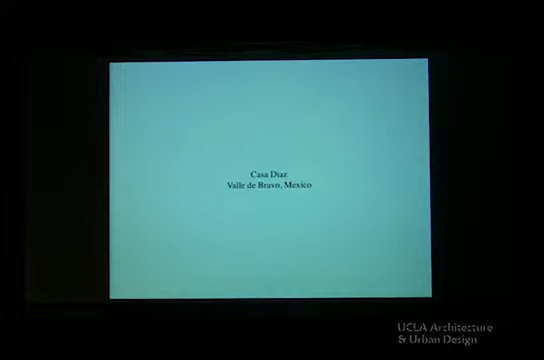 Casa Diaz
Valle de Bravo, Mexico
UCLA Architecture
& Urban Design